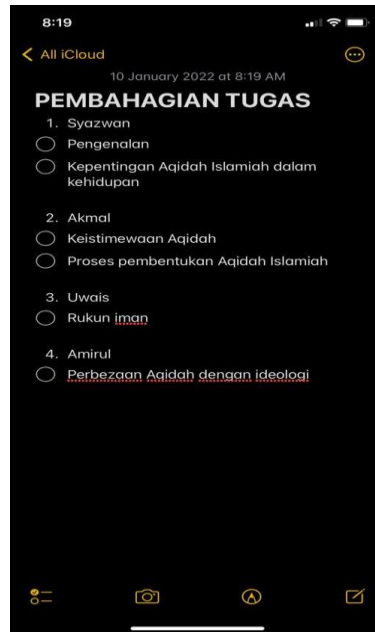 8:19
All iCloud
10 January 2022 at 8:19 AM
PEMBAHAGIAN TUGAS
1. Syazwan
Pengenalan
Kepentingan Aqidah Islamiah dalam
kehidupan
2. Akmal
Keistimewaan Aqidah
Proses pembentukan Aqidah Islamiah
3. Uwais
Rukun iman
4. Amirul
Perbezaan Aqidah dengan ideologi